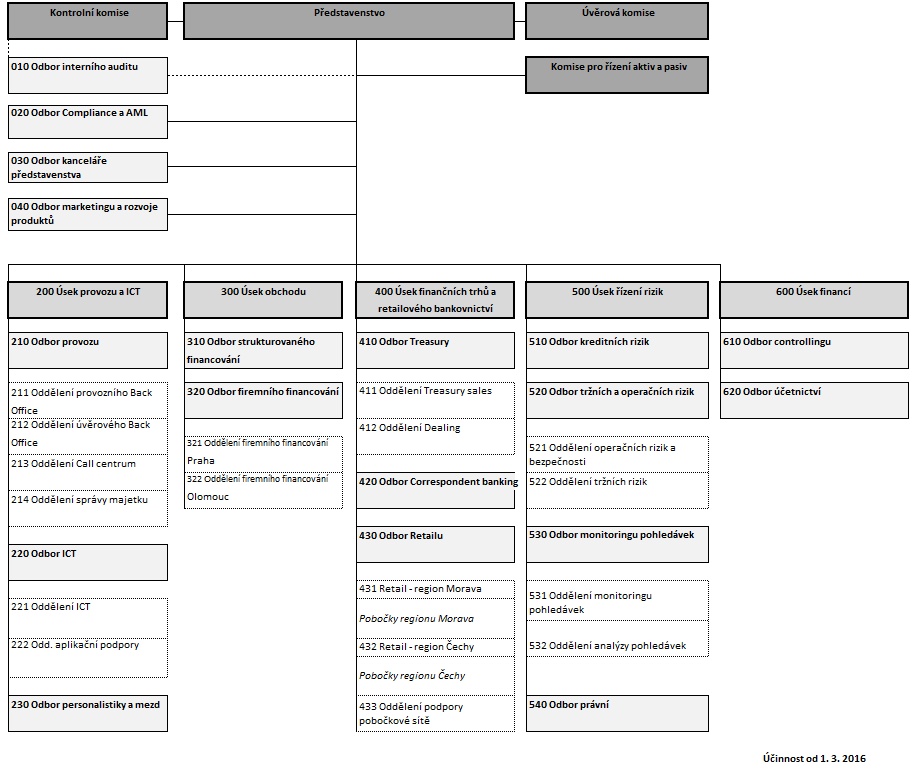 Kontrolní komise
Představenstvo
Úvěrová komise
010 Odbor interního auditu
Komise pro řízení aktiv a pasiv
020 Odbor Compliance a AML
030 Odbor kanceláře
představenstva
040 Odbor marketingu a rozvoje
produktů
200 Úsek provozu a ICT
210 Odbor provozu
211 Oddělení provozního Back
Office
212 Oddělení úvěrového Back
Office
213 Oddělení Call centrum
214 Oddělení správy majetku
220 Odbor ICT
221 Oddělení ICT
222 Odd. aplikační podpory
230 Odbor personalistiky a mezd
300 Úsek obchodu
310 Odbor strukturovaného
financování
320 Odbor firemního financování
321 Oddělení firemního financování
Praha
322 Oddělení firemního financování
Olomouc
400 Úsek finančních trhů a
retailového bankovnictví
410 Odbor Treasury
411 Oddělení Treasury sales
412 Oddělení Dealing
420 Odbor Correspondent banking
430 Odbor Retailu
431 Retail - region Morava
Pobočky regionu Morava
432 Retail - region Čechy
Pobočky regionu Čechy
433 Oddělení podpory
pobočkové sítě
500 Úsek řízení rizik
510 Odbor kreditních rizik
520 Odbor tržních a operačních rizik
521 Oddělení operačních rizik a
bezpečnosti
522 Oddělení tržních rizik
530 Odbor monitoringu pohledávek
531 Oddělení monitoringu
pohledávek
532 Oddělení analýzy pohledávek
540 Odbor právní
600 Úsek financí
610 Odbor controllingu
620 Odbor účetnictví
Účinnost od 1. 3. 2016